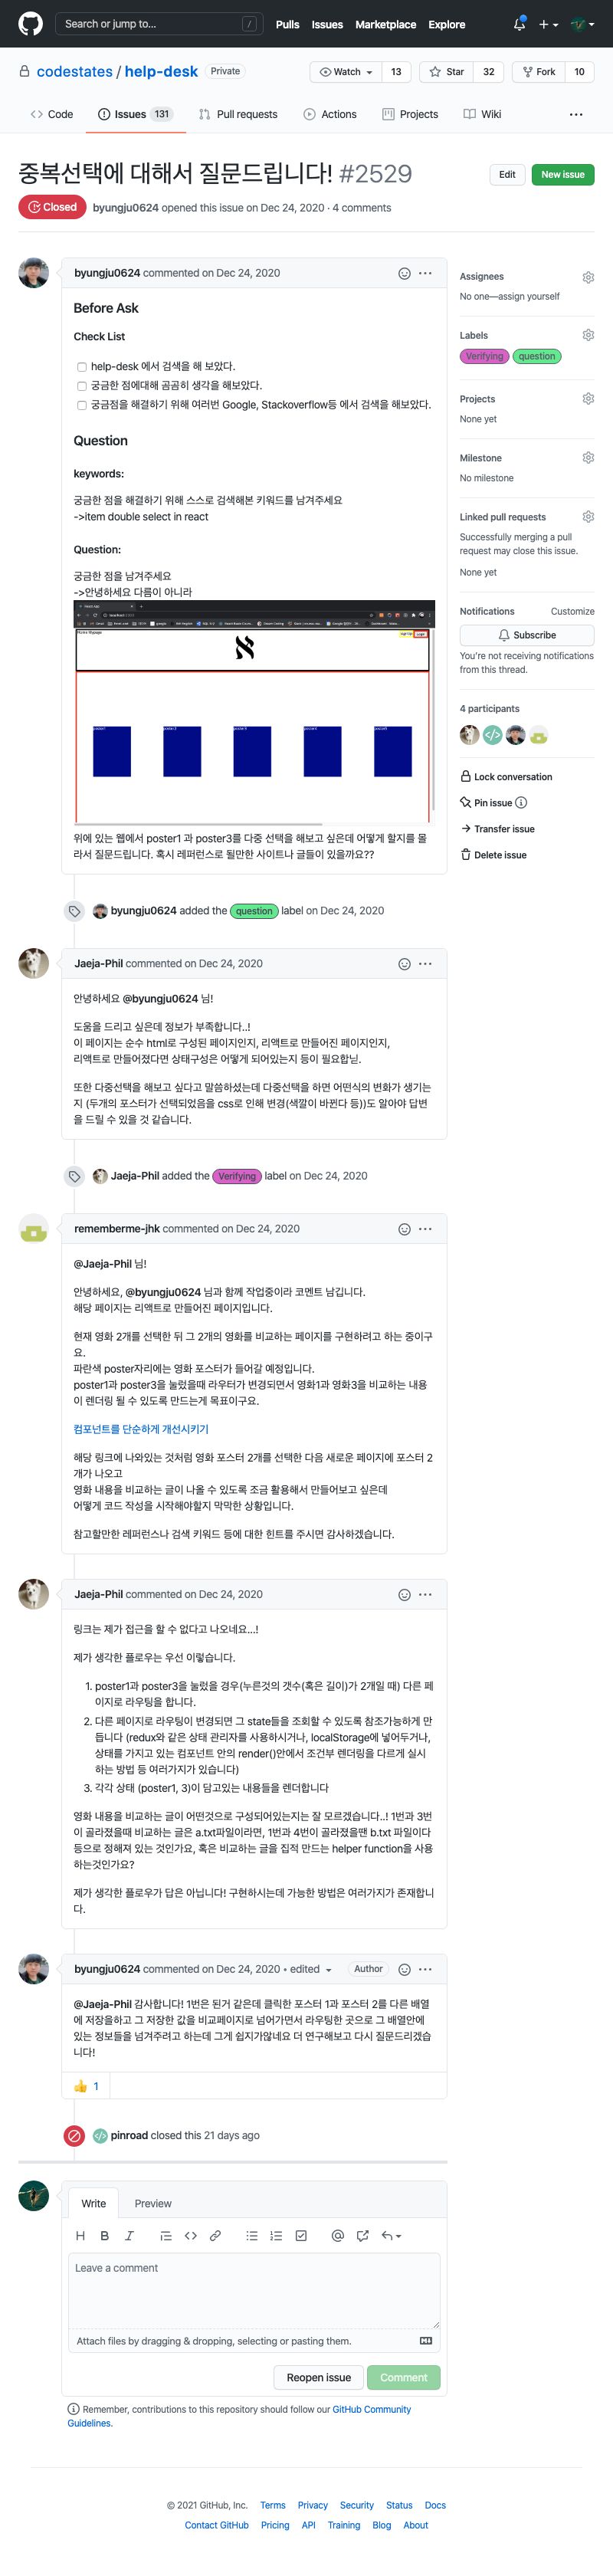 Search or jump to... /
Pulls Issues Marketplace Explore
codestates / help-desk Private
Watch 13 Star 32 Fork 10
Code Issues 131 Pull requests Actions Projects Wiki
중복선택에 대해서 질문드립니다! #2529
Edit New issue
Closed byungju0624 opened this issue on Dec 24, 2020 · 4 comments
byungju0624 commented on Dec 24, 2020
Before Ask
Check List
help-desk 에서 검색을 해 보았다.
궁금한 점에대해 곰곰히 생각을 해보았다.
궁금점을 해결하기 위해 여러번 Google, Stackoverflow등 에서 검색을 해보았다.
Question
keywords:
궁금한 점을 해결하기 위해 스스로 검색해본 키워드를 남겨주세요
->item double select in react
Question:
궁금한 점을 남겨주세요
->안녕하세요 다름이 아니라
poster1 poster2 poster3 poster4 poster5
위에 있는 웹에서 poster1 과 poster3를 다중 선택을 해보고 싶은데 어떻게 할지를 몰
라서 질문드립니다. 혹시 레퍼런스로 될만한 사이트나 글들이 있을까요??
Assignees
No one—assign yourself
Labels
Verifying question
Projects
None yet
Milestone
No milestone
Linked pull requests
Successfully merging a pull
request may close this issue.
None yet
Notifications Customize
Subscribe
You're not receiving notifications
from this thread.
4 participants
Lock conversation
Pin issue
Transfer issue
Delete issue
byungju0624 added the question label on Dec 24, 2020
Jaeja-Phil commented on Dec 24, 2020
안녕하세요 @byungju0624 님!
도움을 드리고 싶은데 정보가 부족합니다..!
이 페이지는 순수 html로 구성된 페이지인지, 리액트로 만들어진 페이지인지,
리액트로 만들어졌다면 상태구성은 어떻게 되어있는지 등이 필요합닏.
또한 다중선택을 해보고 싶다고 말씀하셨는데 다중선택을 하면 어떤식의 변화가 생기는
지 (두개의 포스터가 선택되었음을 css로 인해 변경(색깔이 바뀐다 등))도 알아야 답변
을 드릴 수 있을 것 같습니다.
Jaeja-Phil added the Verifying label on Dec 24, 2020
rememberme-jhk commented on Dec 24, 2020
@Jaeja-Phil 님!
안녕하세요, @byungju0624 님과 함께 작업중이라 코멘트 남깁니다.
해당 페이지는 리액트로 만들어진 페이지입니다.
현재 영화 2개를 선택한 뒤 그 2개의 영화를 비교하는 페이지를 구현하려고 하는 중이구
요.
파란색 poster자리에는 영화 포스터가 들어갈 예정입니다.
poster1과 poster3을 눌렀을때 라우터가 변경되면서 영화1과 영화3을 비교하는 내용
이 렌더링 될 수 있도록 만드는게 목표이구요.
컴포넌트를 단순하게 개선시키기
해당 링크에 나와있는 것처럼 영화 포스터 2개를 선택한 다음 새로운 페이지에 포스터 2
개가 나오고
영화 내용을 비교하는 글이 나올 수 있도록 조금 활용해서 만들어보고 싶은데
어떻게 코드 작성을 시작해야할지 막막한 상황입니다.
참고할만한 레퍼런스나 검색 키워드 등에 대한 힌트를 주시면 감사하겠습니다.
Jaeja-Phil commented on Dec 24, 2020
링크는 제가 접근을 할 수 없다고 나오네요...!
제가 생각한 플로우는 우선 이렇습니다.
1. poster1과 poster3을 눌렀을 경우(누른것의 갯수(혹은 길이)가 2개일 때) 다른 페
이지로 라우팅을 합니다.
2. 다른 페이지로 라우팅이 변경되면 그 state들을 조회할 수 있도록 참조가능하게 만
듭니다 (redux와 같은 상태 관리자를 사용하시거나, localStorage에 넣어두거나,
상태를 가지고 있는 컴포넌트 안의 render()안에서 조건부 렌더링을 다르게 실시
하는 방법 등 여러가지가 있습니다)
3. 각각 상태 (poster1, 3)이 담고있는 내용들을 렌더합니다
영화 내용을 비교하는 글이 어떤것으로 구성되어있는지는 잘 모르겠습니다..! 1번과 3번
이 골라졌을때 비교하는 글은 a.txt파일이라면, 1번과 4번이 골라졌을땐 b.txt 파일이다
등으로 정해져 있는 것인가요, 혹은 비교하는 글을 집적 만드는 helper function을 사용
하는것인가요?
제가 생각한 플로우가 답은 아닙니다! 구현하시는데 가능한 방법은 여러가지가 존재합니
다.
byungju0624 commented on Dec 24, 2020 • edited Author
@Jaeja-Phil 감사합니다! 1번은 된거 같은데 클릭한 포스터 1과 포스터 2를 다른 배열
에 저장을하고 그 저장한 값을 비교페이지로 넘어가면서 라우팅한 곳으로 그 배열안에
있는 정보들을 넘겨주려고 하는데 그게 쉽지가않네요 더 연구해보고 다시 질문드리겠습
니다!
👍 1
pinroad closed this 21 days ago
Write Preview
Leave a comment
Attach files by dragging & dropping, selecting or pasting them.
Reopen issue Comment
Remember, contributions to this repository should follow our GitHub Community
Guidelines.
© 2021 GitHub, Inc. Terms Privacy Security Status Docs
Contact GitHub Pricing API Training Blog About